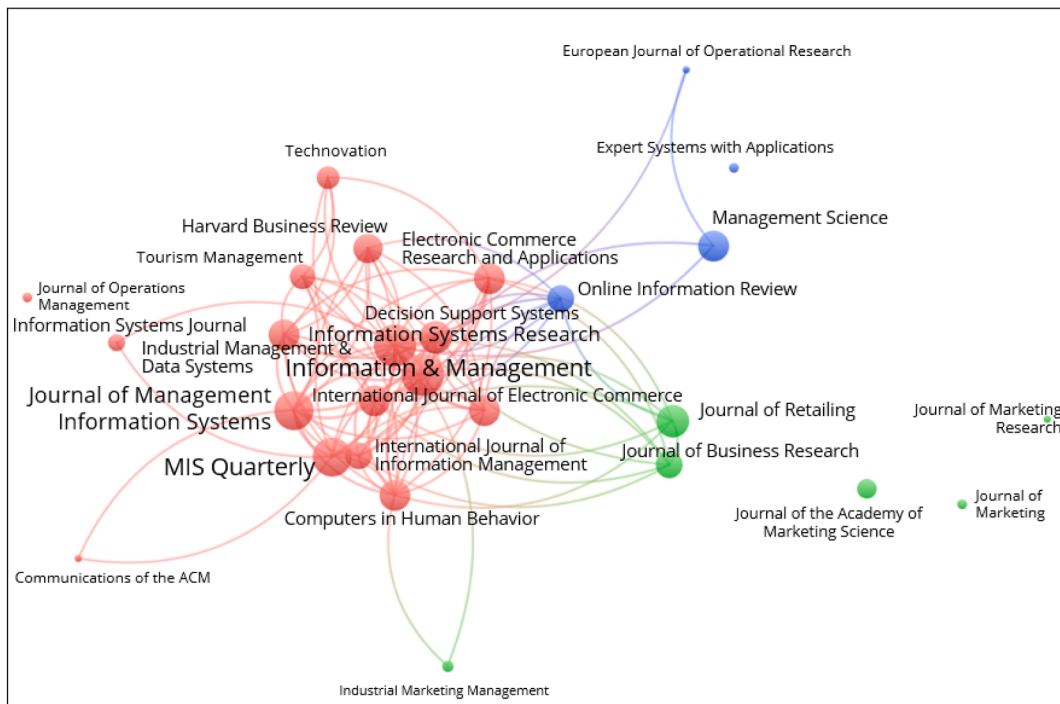 European Journal of Operational Research
Expert Systems with Applications
Technovation
Management Science
Harvard Business Review
Electronic Commerce
Research and Applications
Tourism Management
Online Information Review
Journal of Operations
Management
Decision Support Systems
Information Systems Journal
Information Systems Research
Industrial Management &
Data Systems
Information & Management
Journal of Management
Information Systems
International Journal of Electronic Commerce
Journal of Retailing
Journal of Marketing
Research
MIS Quarterly
International Journal of
Information Management
Journal of Business Research
Computers in Human Behavior
Journal of the Academy of
Marketing Science
Journal of
Marketing
Communications of the ACM
Industrial Marketing Management